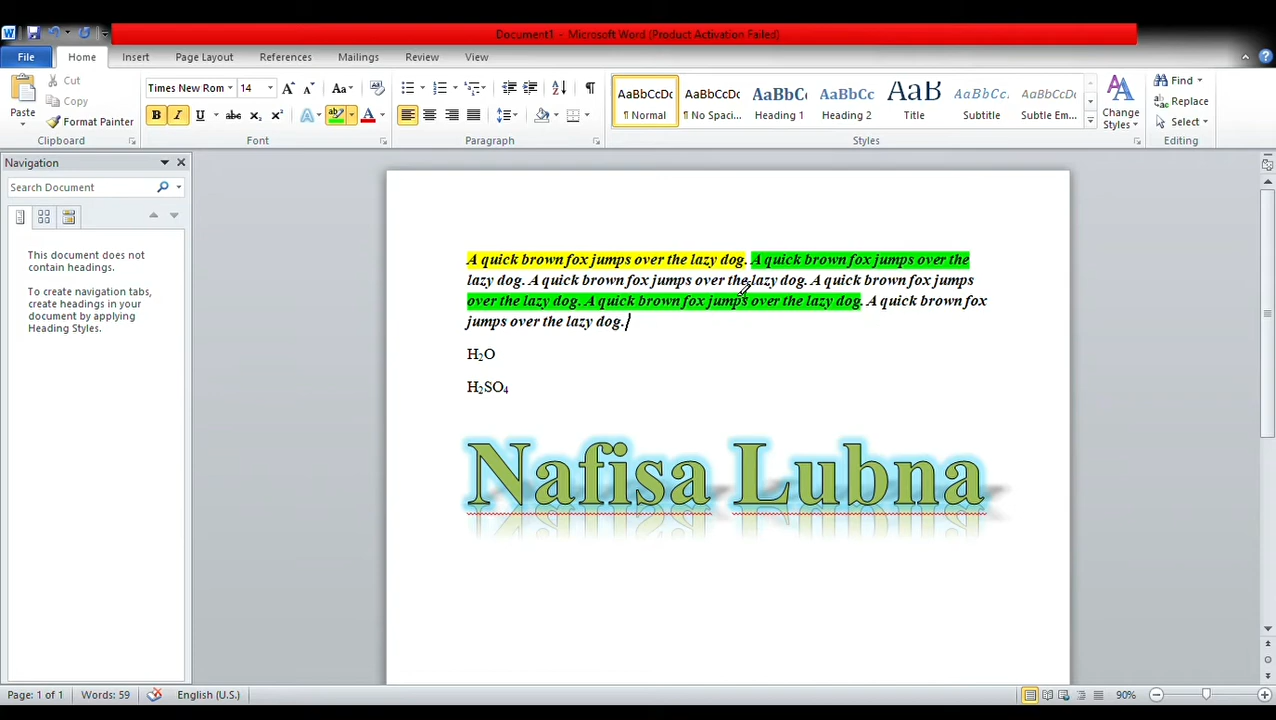 Document1 - Microsoft Word (Product Activation Failed)
File Home Insert Page Layout References Mailings Review View
Paste Cut Copy Format Painter
Times New Rom 14
AaBbCcDc AaBbCcDc AaBbC AaBbCc AaB AaBbCcDc AaBbCcDc
¶ Normal ¶ No Spaci... Heading 1 Heading 2 Title Subtitle Subtle Em...
Change Styles
Find Replace Select
Clipboard Font Paragraph Styles Editing
Navigation
Search Document
This document does not
contain headings.
To create navigation tabs,
create headings in your
document by applying
Heading Styles.
A quick brown fox jumps over the lazy dog. A quick brown fox jumps over the
lazy dog. A quick brown fox jumps over the lazy dog. A quick brown fox jumps
over the lazy dog. A quick brown fox jumps over the lazy dog. A quick brown fox
jumps over the lazy dog.
H₂O
H₂SO₄
Nafisa Lubna
Page: 1 of 1 Words: 59 English (U.S.) 90%